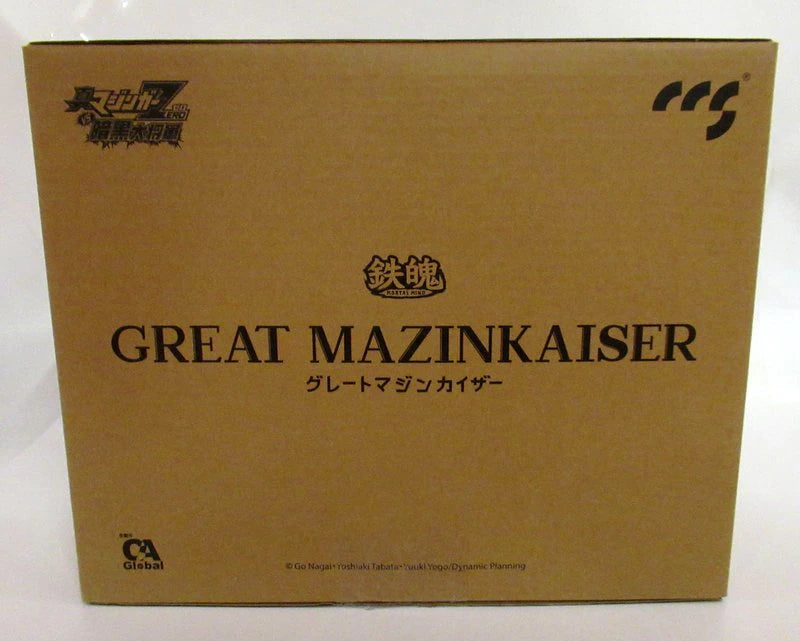 真マジンガーZERO
vs
暗黒大将軍
ccs®
鉄魄
MORTAL MIND
GREAT MAZINKAISER
グレートマジンカイザー
CA
Global
© Go Nagai・Yoshiaki Tabata・Yuuki Yogo/Dynamic Planning